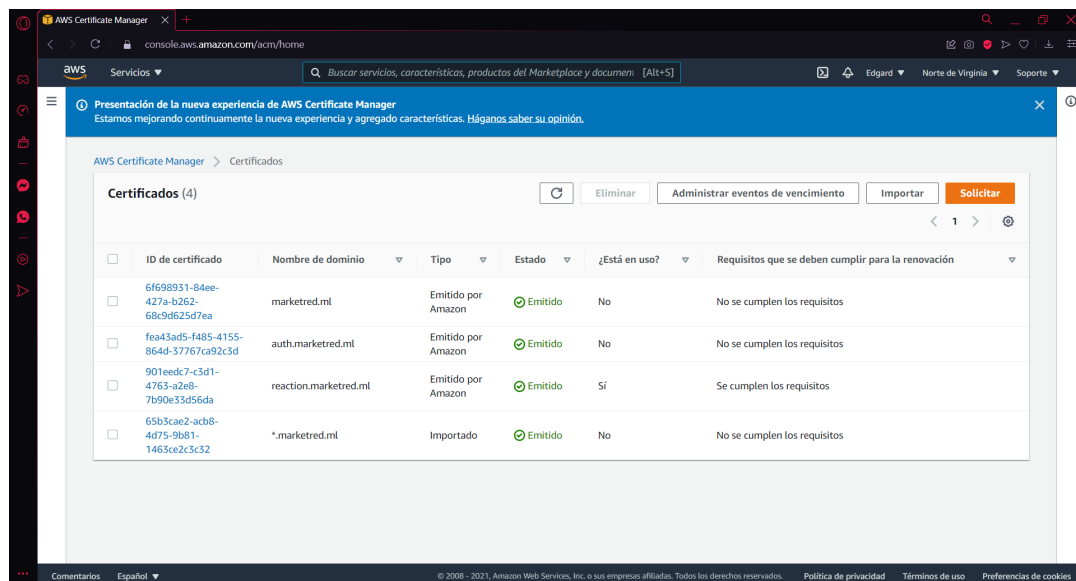 AWS Certificate Manager
console.aws.amazon.com/acm/home
aws
Servicios
Buscar servicios, características, productos del Marketplace y documen
[Alt+S]
Edgard
Norte de Virginia
Soporte
Presentación de la nueva experiencia de AWS Certificate Manager
Estamos mejorando continuamente la nueva experiencia y agregado características. Háganos saber su opinión.
AWS Certificate Manager > Certificados
Certificados (4)
Eliminar
Administrar eventos de vencimiento
Importar
Solicitar
1
ID de certificado
Nombre de dominio
Tipo
Estado
¿Está en uso?
Requisitos que se deben cumplir para la renovación
6f698931-84ee-
427a-b262-
68c9d625d7ea
marketred.ml
Emitido por
Amazon
Emitido
No
No se cumplen los requisitos
fea43ad5-f485-4155-
864d-37767ca92c3d
auth.marketred.ml
Emitido por
Amazon
Emitido
No
No se cumplen los requisitos
901eedc7-c3d1-
4763-a2e8-
7b90e33d56da
reaction.marketred.ml
Emitido por
Amazon
Emitido
Sí
Se cumplen los requisitos
65b3cae2-acb8-
4d75-9b81-
1463ce2c3c32
*.marketred.ml
Importado
Emitido
No
No se cumplen los requisitos
Comentarios
Español
© 2008 - 2021, Amazon Web Services, Inc. o sus empresas afiliadas. Todos los derechos reservados.
Política de privacidad
Términos de uso
Preferencias de cookies